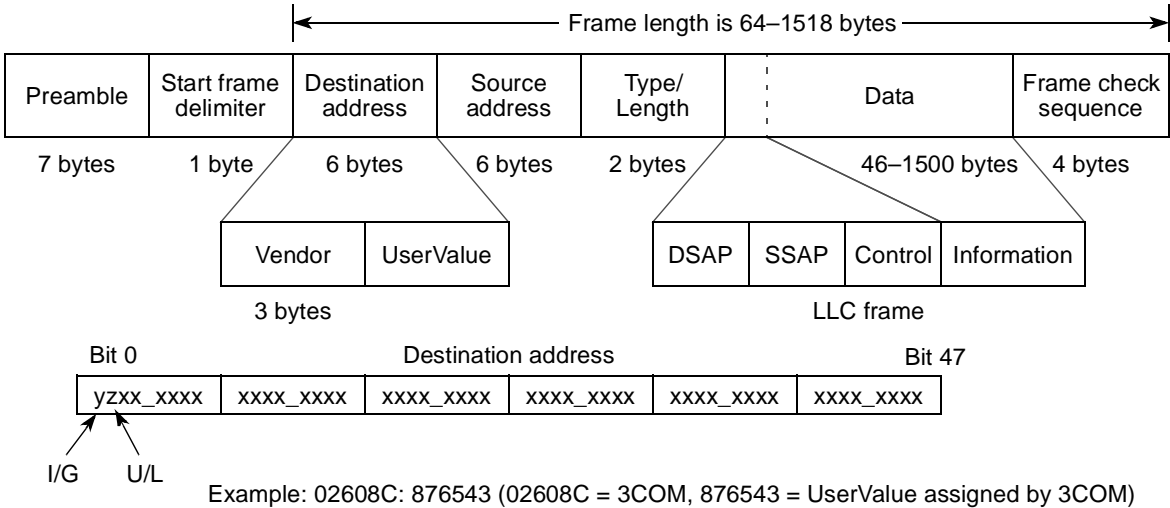 Frame length is 64–1518 bytes
Preamble
Start frame
delimiter
Destination
address
Source
address
Type/
Length
Data
Frame check
sequence
7 bytes
1 byte
6 bytes
6 bytes
2 bytes
46–1500 bytes
4 bytes
Vendor
UserValue
DSAP
SSAP
Control
Information
3 bytes
LLC frame
Bit 0
Destination address
Bit 47
yzxx_xxxx
xxxx_xxxx
xxxx_xxxx
xxxx_xxxx
xxxx_xxxx
xxxx_xxxx
I/G
U/L
Example: 02608C: 876543 (02608C = 3COM, 876543 = UserValue assigned by 3COM)